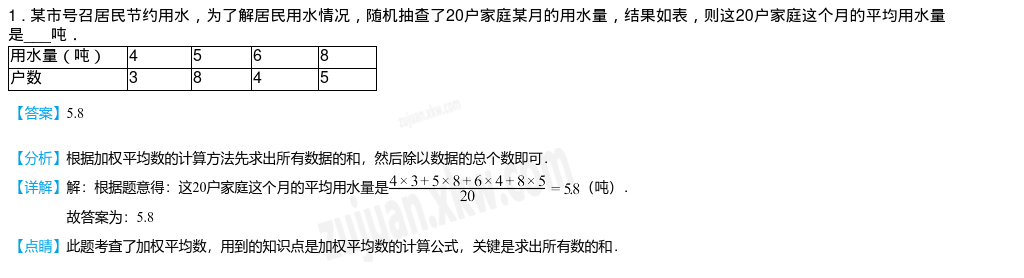 1．某市号召居民节约用水，为了解居民用水情况，随机抽查了20户家庭某月的用水量，结果如表，则这20户家庭这个月的平均用水量
是___吨．
用水量（吨） 4 5 6 8
户数 3 8 4 5
【答案】5.8
zujuan.xkw.com
【分析】根据加权平均数的计算方法先求出所有数据的和，然后除以数据的总个数即可．
【详解】解：根据题意得：这20户家庭这个月的平均用水量是 4×3+5×8+6×4+8×5 / 20 =5.8（吨）．
故答案为：5.8
zujuan.xkw.com
【点睛】此题考查了加权平均数，用到的知识点是加权平均数的计算公式，关键是求出所有数的和．